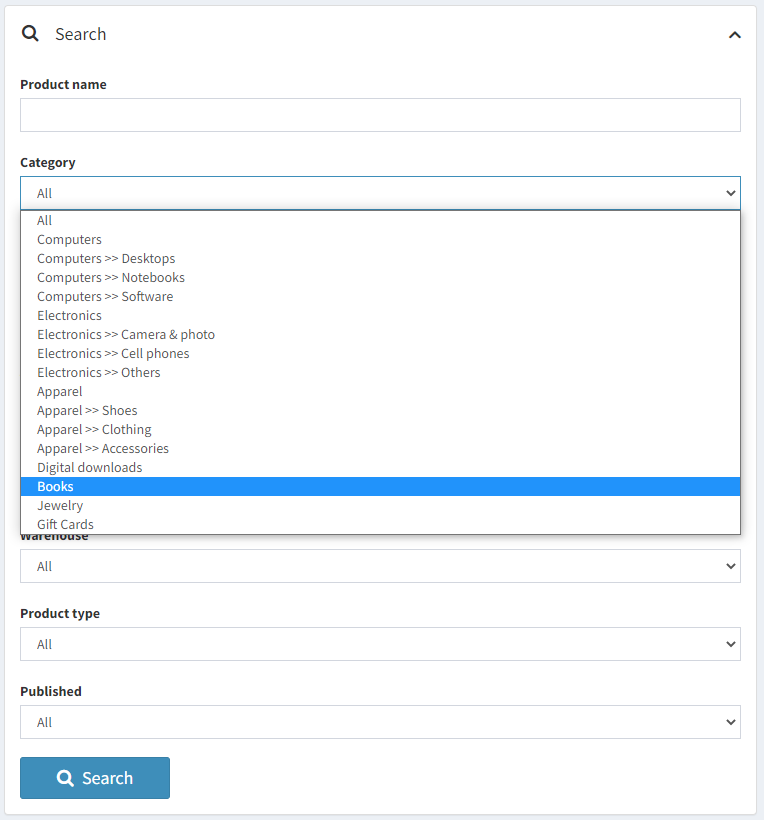 Search
Product name
Category
All
All
Computers
Computers >> Desktops
Computers >> Notebooks
Computers >> Software
Electronics
Electronics >> Camera & photo
Electronics >> Cell phones
Electronics >> Others
Apparel
Apparel >> Shoes
Apparel >> Clothing
Apparel >> Accessories
Digital downloads
Books
Jewelry
Gift Cards
Warehouse
All
Product type
All
Published
All
Search